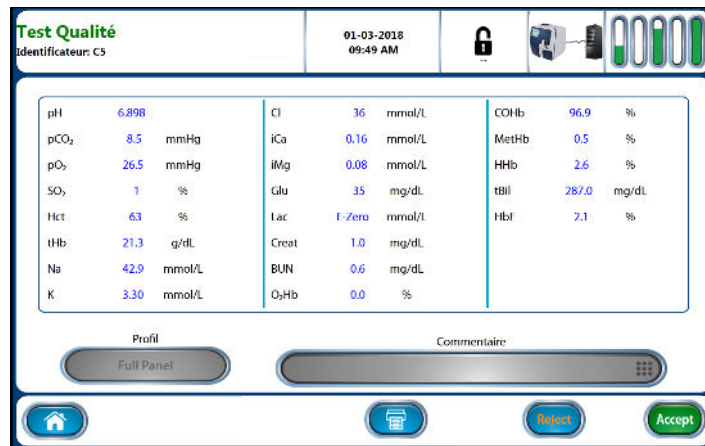 Test Qualité
Identificateur: C5
01-03-2018
09:49 AM
--
pH 6.898
pCO₂ 8.5 mmHg
pO₂ 26.5 mmHg
SO₂ 1 %
Hct 63 %
tHb 21.3 g/dL
Na 42.9 mmol/L
K 3.30 mmol/L
Cl 36 mmol/L
iCa 0.16 mmol/L
iMg 0.08 mmol/L
Glu 35 mg/dL
Lac E-Zero mmol/L
Creat 1.0 mg/dL
BUN 0.6 mg/dL
O₂Hb 0.0 %
COHb 96.9 %
MetHb 0.5 %
HHb 2.6 %
tBil 287.0 mg/dL
HbF 2.1 %
Profil
Full Panel
Commentaire
Reject
Accept